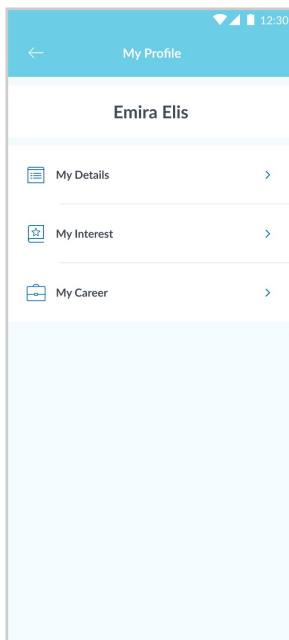 12:30
My Profile
Emira Elis
My Details
My Interest
My Career